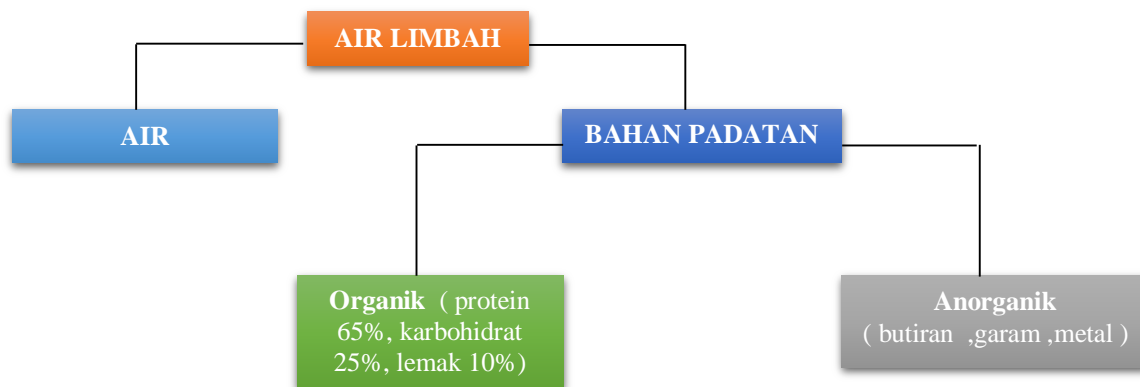 AIR LIMBAH
AIR
BAHAN PADATAN
Organik ( protein
65%, karbohidrat
25%, lemak 10%)
Anorganik
( butiran ,garam ,metal )